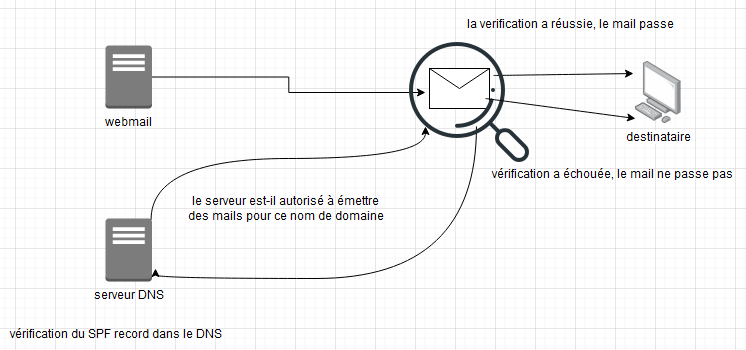 la verification a réussie, le mail passe
webmail
destinataire
vérification a échouée, le mail ne passe pas
le serveur est-il autorisé à émettre
des mails pour ce nom de domaine
serveur DNS
vérification du SPF record dans le DNS